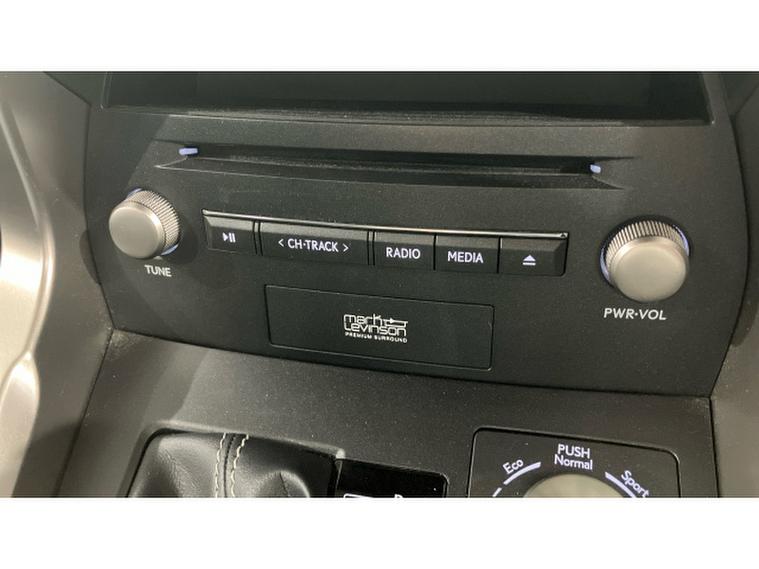 < CH·TRACK > RADIO MEDIA
TUNE
PWR·VOL
mark
Levinson
PREMIUM SURROUND
PUSH
Eco Normal Sport